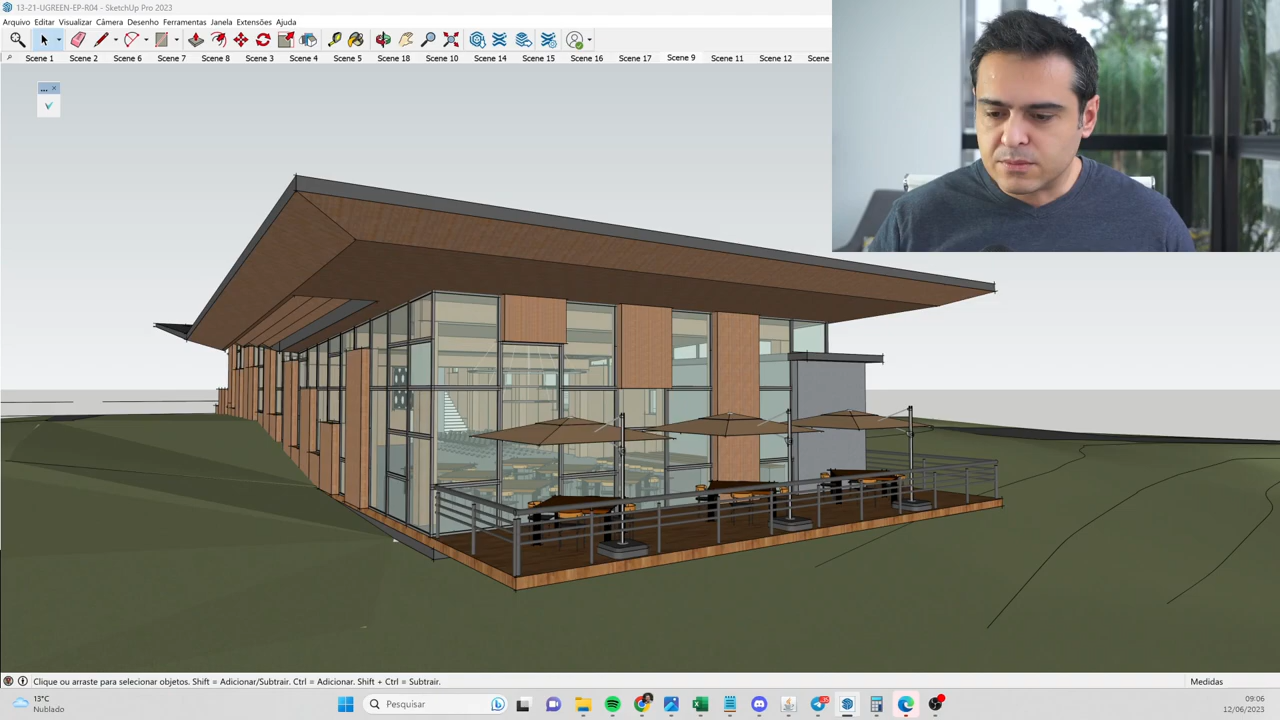 13-21-UGREEN-EP-R04 - SketchUp Pro 2023
Arquivo Editar Visualizar Câmera Desenho Ferramentas Janela Extensões Ajuda
Scene 1 Scene 2 Scene 6 Scene 7 Scene 8 Scene 3 Scene 4 Scene 5 Scene 18 Scene 10 Scene 14 Scene 15 Scene 16 Scene 17 Scene 9 Scene 11 Scene 12 Scene
...
Clique ou arraste para selecionar objetos. Shift = Adicionar/Subtrair. Ctrl = Adicionar. Shift + Ctrl = Subtrair.
Medidas
13°C
Nublado
Pesquisar
09:06
12/06/2023